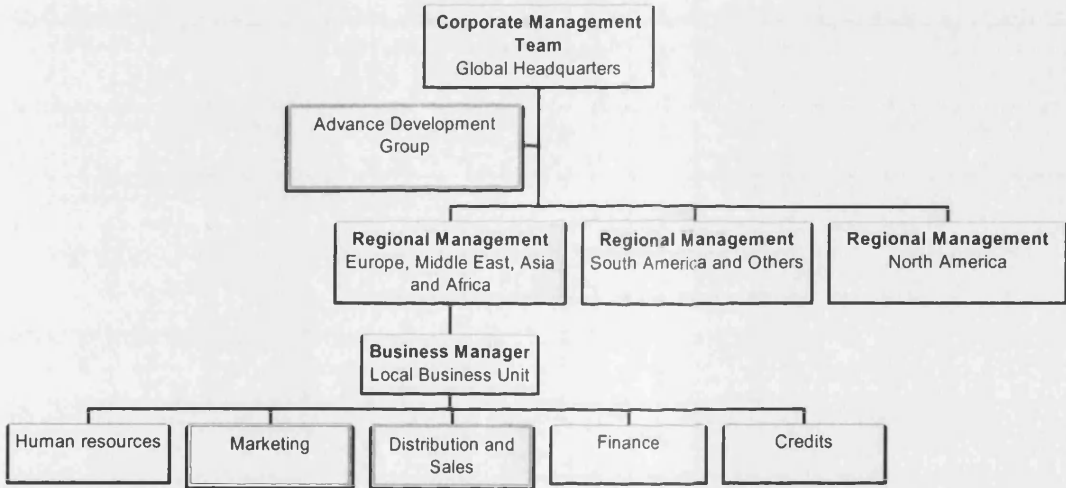 Corporate Management
Team
Global Headquarters
Advance Development
Group
Regional Management
Europe, Middle East, Asia
and Africa
Regional Management
South America and Others
Regional Management
North America
Business Manager
Local Business Unit
Human resources
Marketing
Distribution and
Sales
Finance
Credits